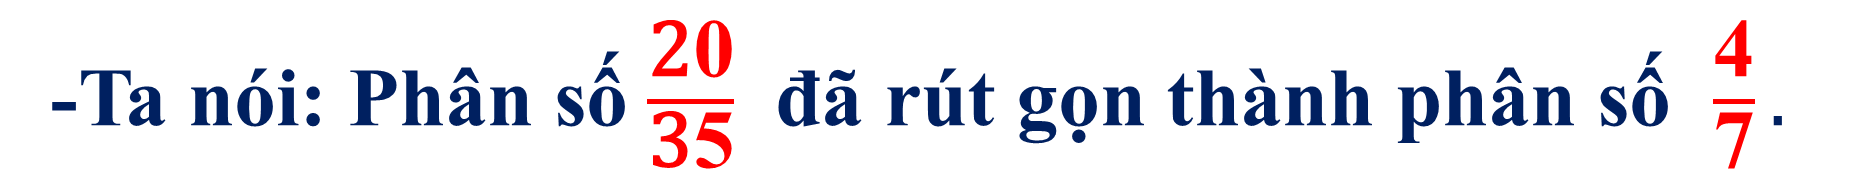 -Ta nói: Phân số 20/35 đã rút gọn thành phân số 4/7 .